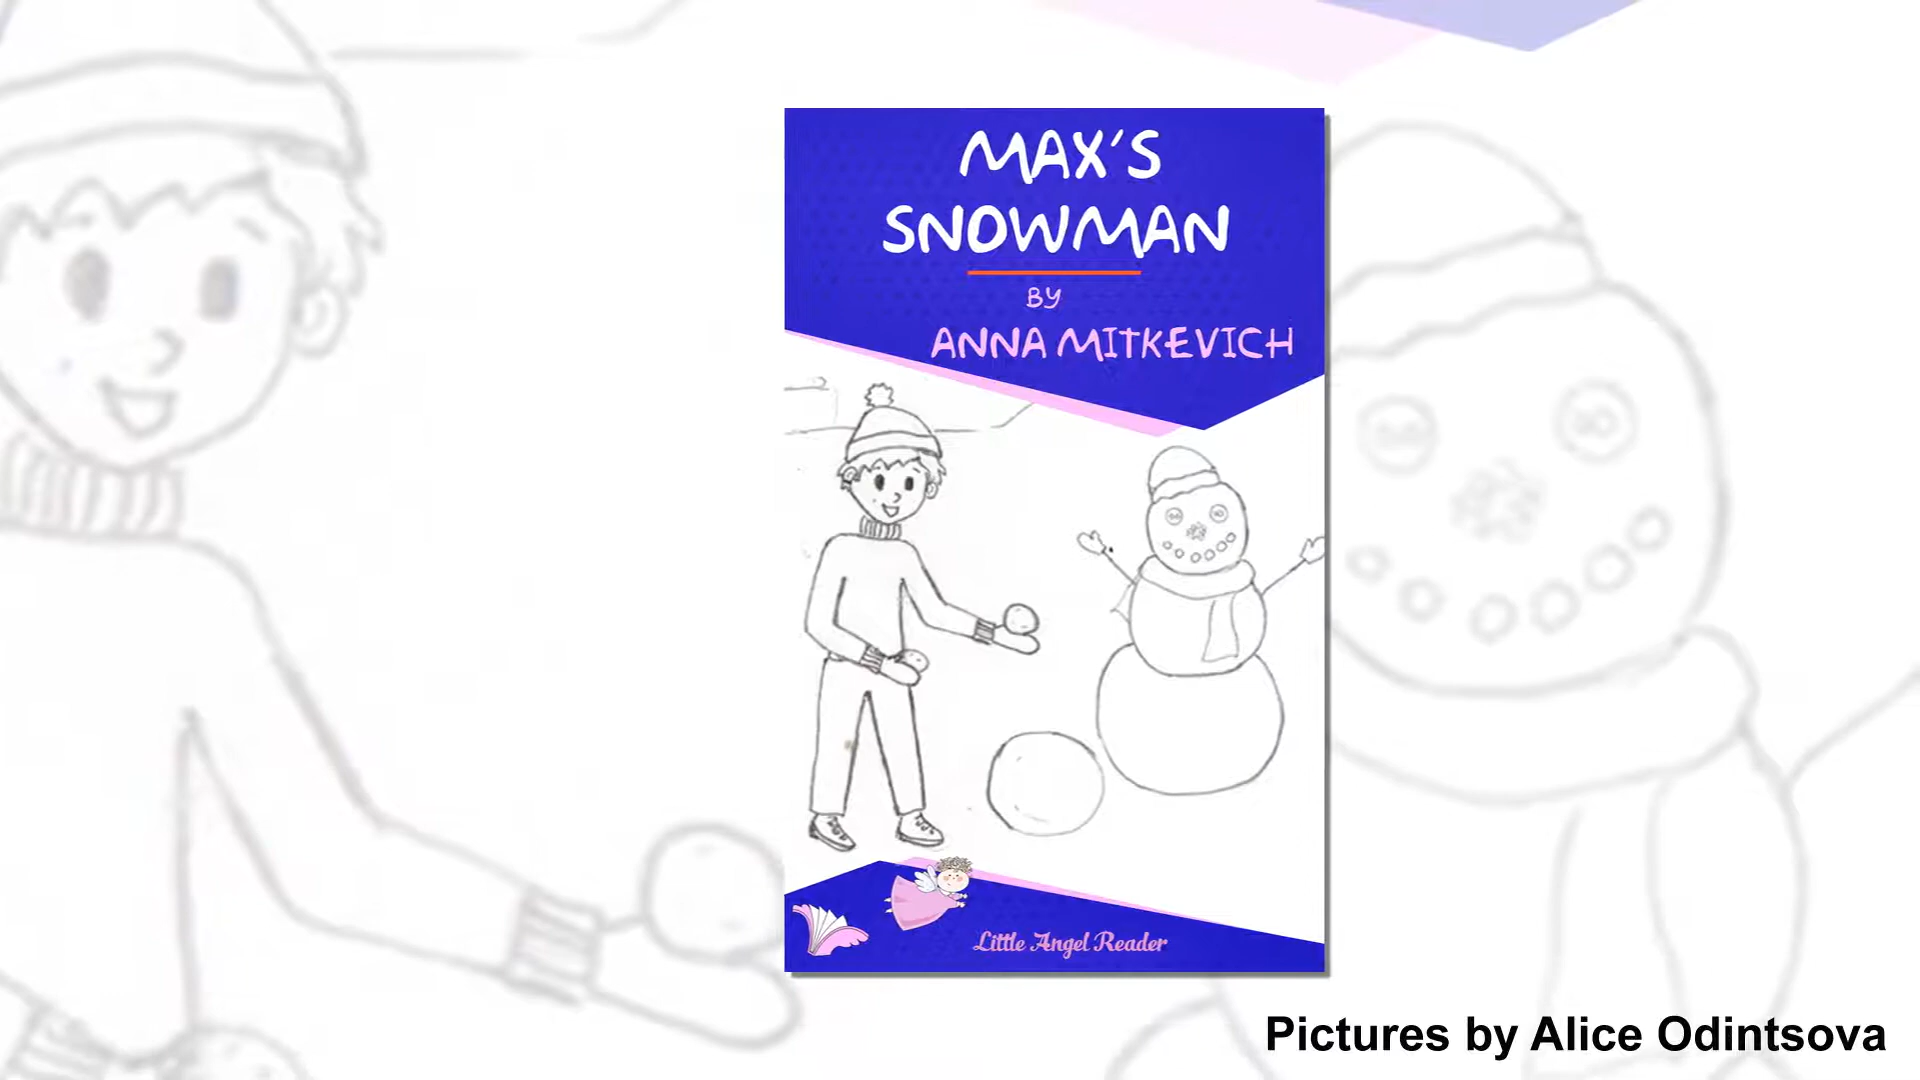 MAX'S
SNOWMAN
BY
ANNA MITKEVICH
Little Angel Reader
Pictures by Alice Odintsova